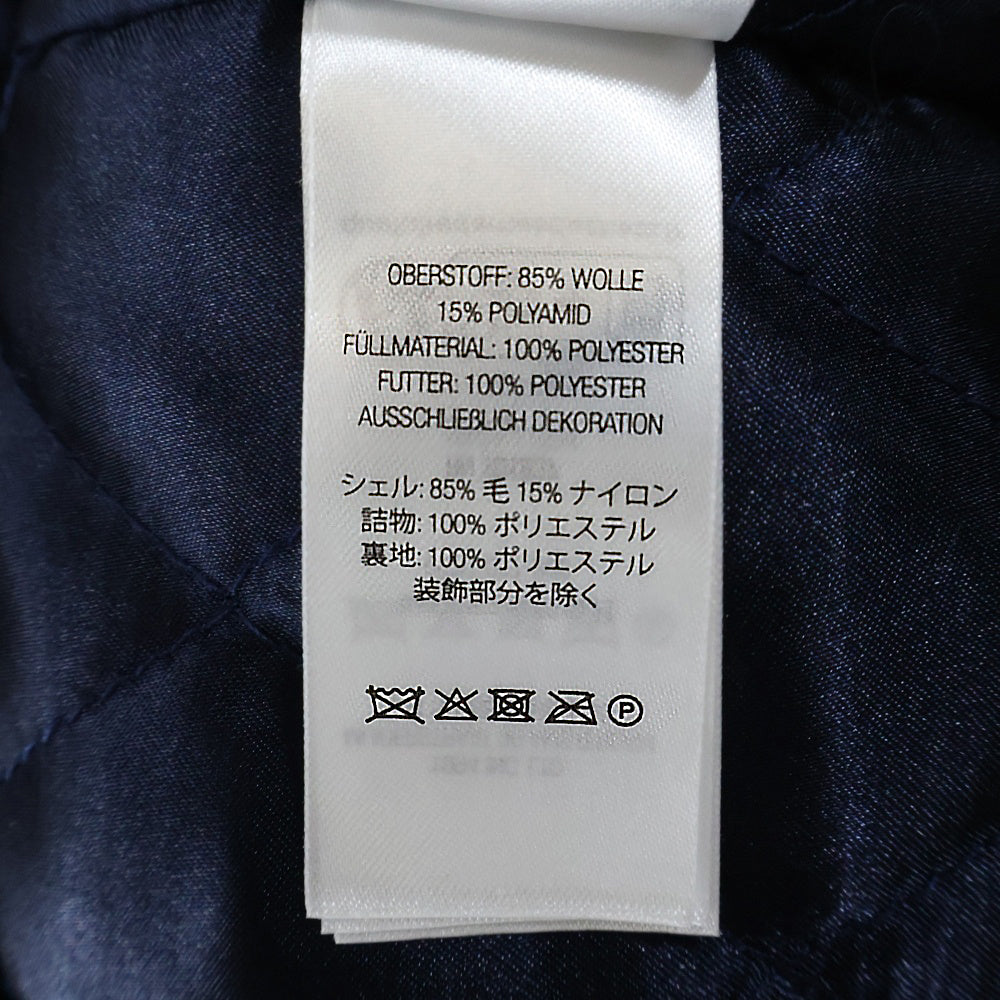 OBERSTOFF: 85% WOLLE
15% POLYAMID
FÜLLMATERIAL: 100% POLYESTER
FUTTER: 100% POLYESTER
AUSSCHLIEßLICH DEKORATION
シェル: 85% 毛 15% ナイロン
詰物: 100% ポリエステル
裏地: 100% ポリエステル
装飾部分を除く
P